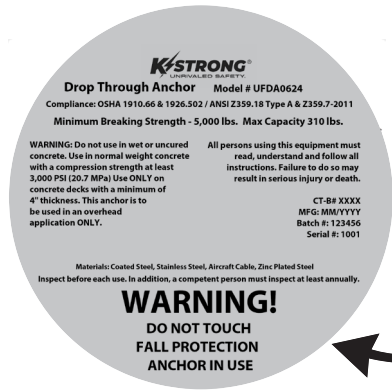 KSTRONG®
UNRIVALED SAFETY.
Drop Through Anchor Model # UFDA0624
Compliance: OSHA 1910.66 & 1926.502 / ANSI Z359.18 Type A & Z359.7-2011
Minimum Breaking Strength - 5,000 lbs. Max Capacity 310 lbs.
WARNING: Do not use in wet or uncured
concrete. Use in normal weight concrete
with a compression strength at least
3,000 PSI (20.7 MPa) Use ONLY on
concrete decks with a minimum of
4" thickness. This anchor is to
be used in an overhead
application ONLY.
All persons using this equipment must
read, understand and follow all
instructions. Failure to do so may
result in serious injury or death.
CT-B# XXXX
MFG: MM/YYYY
Batch #: 123456
Serial #: 1001
Materials: Coated Steel, Stainless Steel, Aircraft Cable, Zinc Plated Steel
Inspect before each use. In addition, a competent person must inspect at least annually.
WARNING!
DO NOT TOUCH
FALL PROTECTION
ANCHOR IN USE